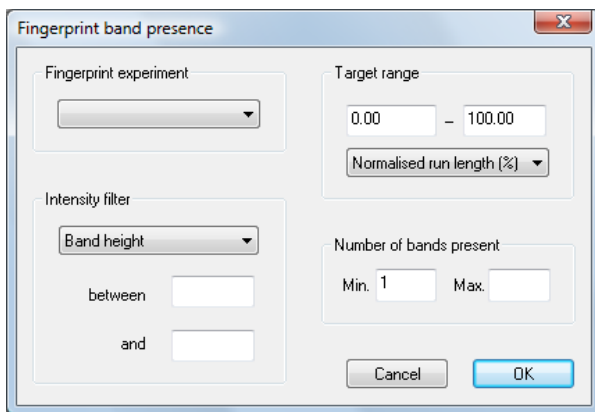 Fingerprint band presence
Fingerprint experiment
Target range
0.00 – 100.00
Normalised run length (%)
Intensity filter
Band height
between
and
Number of bands present
Min. 1 Max.
Cancel OK